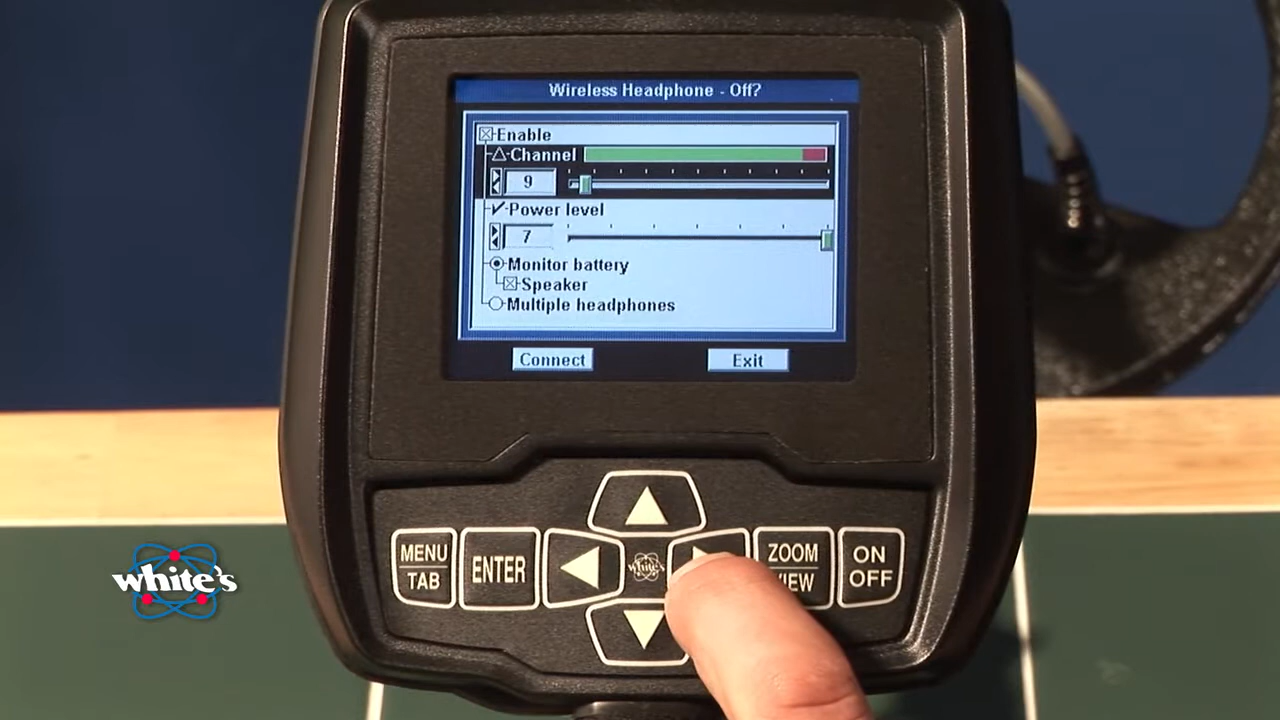 Wireless Headphone - Off?
Enable
Channel
9
Power level
7
Monitor battery
Speaker
Multiple headphones
Connect Exit
MENU
TAB
ENTER
white's
ZOOM
VIEW
ON
OFF
white's